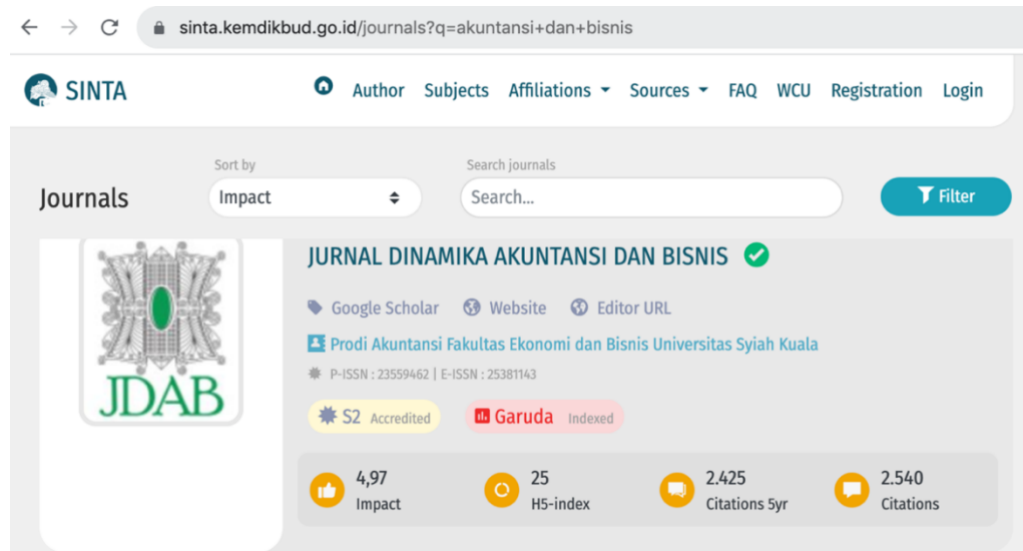 sinta.kemdikbud.go.id/journals?q=akuntansi+dan+bisnis
SINTA Author Subjects Affiliations Sources FAQ WCU Registration Login
Sort by Search journals
Journals Impact Search... Filter
JURNAL DINAMIKA AKUNTANSI DAN BISNIS
Google Scholar Website Editor URL
Prodi Akuntansi Fakultas Ekonomi dan Bisnis Universitas Syiah Kuala
P-ISSN : 23559462 | E-ISSN : 25381143
JDAB
S2 Accredited Garuda Indexed
4,97 25 2.425 2.540
Impact H5-index Citations 5yr Citations